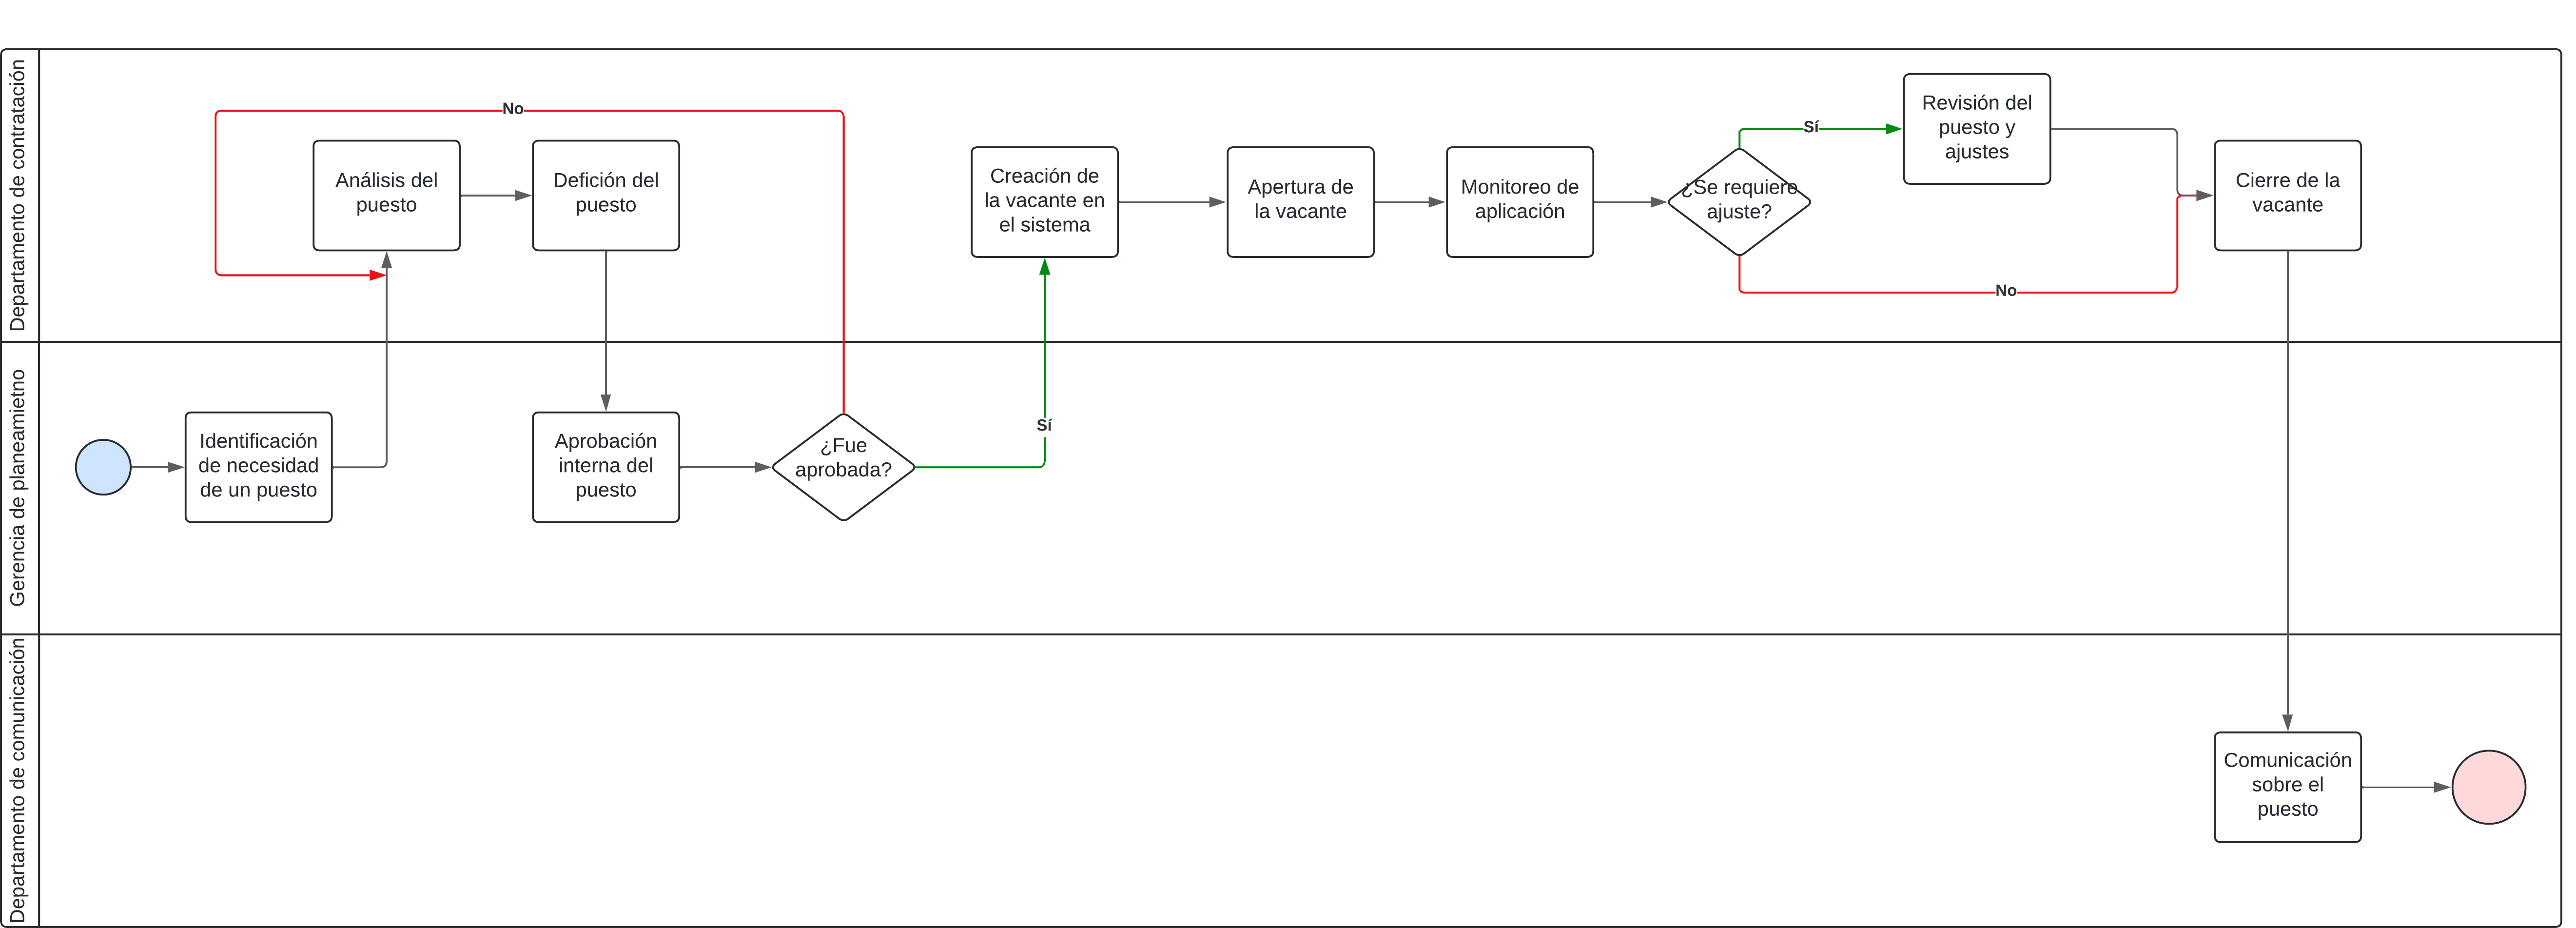 Departamento de contratación
No
Análisis del
puesto
Defición del
puesto
Creación de
la vacante en
el sistema
Apertura de
la vacante
Monitoreo de
aplicación
¿Se requiere
ajuste?
Sí
No
Revisión del
puesto y
ajustes
Cierre de la
vacante
Gerencia de planeamietno
Identificación
de necesidad
de un puesto
Aprobación
interna del
puesto
¿Fue
aprobada?
Sí
Departamento de comunicación
Comunicación
sobre el
puesto